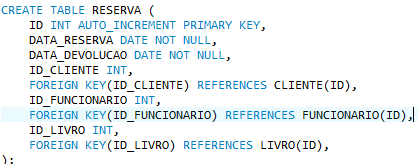 CREATE TABLE RESERVA (
ID INT AUTO_INCREMENT PRIMARY KEY,
DATA_RESERVA DATE NOT NULL,
DATA_DEVOLUCAO DATE NOT NULL,
ID_CLIENTE INT,
FOREIGN KEY(ID_CLIENTE) REFERENCES CLIENTE(ID),
ID_FUNCIONARIO INT,
FOREIGN KEY(ID_FUNCIONARIO) REFERENCES FUNCIONARIO(ID),
ID_LIVRO INT,
FOREIGN KEY(ID_LIVRO) REFERENCES LIVRO(ID),
);